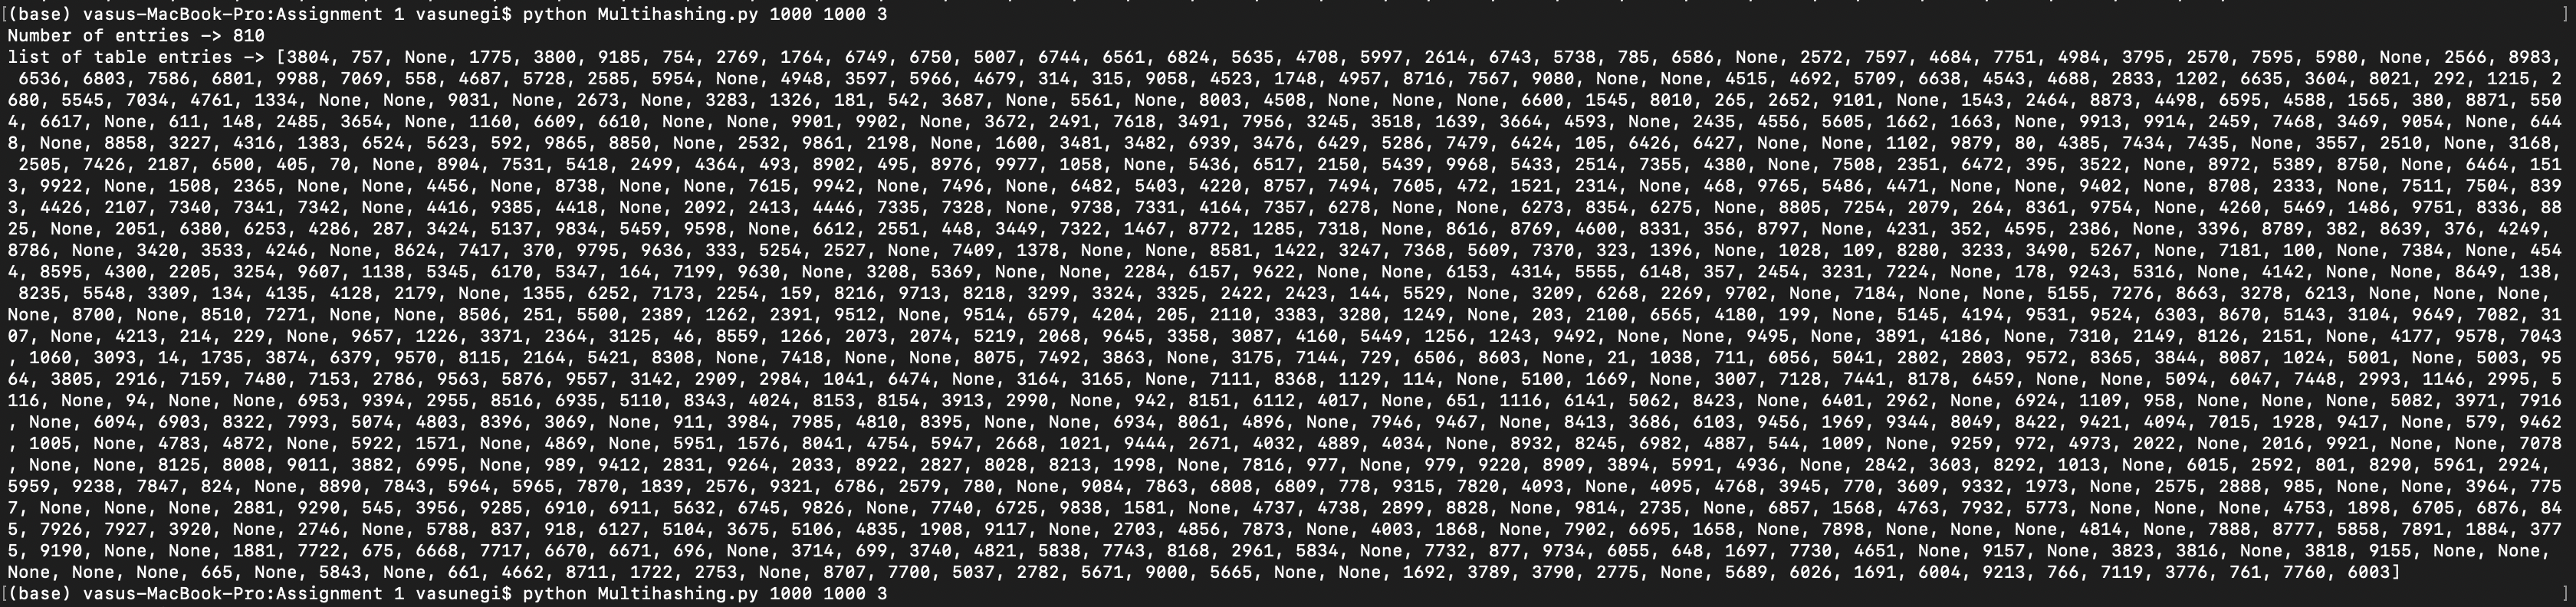 [(base) vasus-MacBook-Pro:Assignment 1 vasunegi$ python Multihashing.py 1000 1000 3 ]
Number of entries -> 810
list of table entries -> [3804, 757, None, 1775, 3800, 9185, 754, 2769, 1764, 6749, 6750, 5007, 6744, 6561, 6824, 5635, 4708, 5997, 2614, 6743, 5738, 785, 6586, None, 2572, 7597, 4684, 7751, 4984, 3795, 2570, 7595, 5980, None, 2566, 8983,
 6536, 6803, 7586, 6801, 9988, 7069, 558, 4687, 5728, 2585, 5954, None, 4948, 3597, 5966, 4679, 314, 315, 9058, 4523, 1748, 4957, 8716, 7567, 9080, None, None, 4515, 4692, 5709, 6638, 4543, 4688, 2833, 1202, 6635, 3604, 8021, 292, 1215, 2
680, 5545, 7034, 4761, 1334, None, None, 9031, None, 2673, None, 3283, 1326, 181, 542, 3687, None, 5561, None, 8003, 4508, None, None, None, 6600, 1545, 8010, 265, 2652, 9101, None, 1543, 2464, 8873, 4498, 6595, 4588, 1565, 380, 8871, 550
4, 6617, None, 611, 148, 2485, 3654, None, 1160, 6609, 6610, None, None, 9901, 9902, None, 3672, 2491, 7618, 3491, 7956, 3245, 3518, 1639, 3664, 4593, None, 2435, 4556, 5605, 1662, 1663, None, 9913, 9914, 2459, 7468, 3469, 9054, None, 644
8, None, 8858, 3227, 4316, 1383, 6524, 5623, 592, 9865, 8850, None, 2532, 9861, 2198, None, 1600, 3481, 3482, 6939, 3476, 6429, 5286, 7479, 6424, 105, 6426, 6427, None, None, 1102, 9879, 80, 4385, 7434, 7435, None, 3557, 2510, None, 3168,
 2505, 7426, 2187, 6500, 405, 70, None, 8904, 7531, 5418, 2499, 4364, 493, 8902, 495, 8976, 9977, 1058, None, 5436, 6517, 2150, 5439, 9968, 5433, 2514, 7355, 4380, None, 7508, 2351, 6472, 395, 3522, None, 8972, 5389, 8750, None, 6464, 151
3, 9922, None, 1508, 2365, None, None, 4456, None, 8738, None, None, 7615, 9942, None, 7496, None, 6482, 5403, 4220, 8757, 7494, 7605, 472, 1521, 2314, None, 468, 9765, 5486, 4471, None, None, 9402, None, 8708, 2333, None, 7511, 7504, 839
3, 4426, 2107, 7340, 7341, 7342, None, 4416, 9385, 4418, None, 2092, 2413, 4446, 7335, 7328, None, 9738, 7331, 4164, 7357, 6278, None, None, 6273, 8354, 6275, None, 8805, 7254, 2079, 264, 8361, 9754, None, 4260, 5469, 1486, 9751, 8336, 88
25, None, 2051, 6380, 6253, 4286, 287, 3424, 5137, 9834, 5459, 9598, None, 6612, 2551, 448, 3449, 7322, 1467, 8772, 1285, 7318, None, 8616, 8769, 4600, 8331, 356, 8797, None, 4231, 352, 4595, 2386, None, 3396, 8789, 382, 8639, 376, 4249,
8786, None, 3420, 3533, 4246, None, 8624, 7417, 370, 9795, 9636, 333, 5254, 2527, None, 7409, 1378, None, None, 8581, 1422, 3247, 7368, 5609, 7370, 323, 1396, None, 1028, 109, 8280, 3233, 3490, 5267, None, 7181, 100, None, 7384, None, 454
4, 8595, 4300, 2205, 3254, 9607, 1138, 5345, 6170, 5347, 164, 7199, 9630, None, 3208, 5369, None, None, 2284, 6157, 9622, None, None, 6153, 4314, 5555, 6148, 357, 2454, 3231, 7224, None, 178, 9243, 5316, None, 4142, None, None, 8649, 138,
 8235, 5548, 3309, 134, 4135, 4128, 2179, None, 1355, 6252, 7173, 2254, 159, 8216, 9713, 8218, 3299, 3324, 3325, 2422, 2423, 144, 5529, None, 3209, 6268, 2269, 9702, None, 7184, None, None, 5155, 7276, 8663, 3278, 6213, None, None, None,
None, 8700, None, 8510, 7271, None, None, 8506, 251, 5500, 2389, 1262, 2391, 9512, None, 9514, 6579, 4204, 205, 2110, 3383, 3280, 1249, None, 203, 2100, 6565, 4180, 199, None, 5145, 4194, 9531, 9524, 6303, 8670, 5143, 3104, 9649, 7082, 31
07, None, 4213, 214, 229, None, 9657, 1226, 3371, 2364, 3125, 46, 8559, 1266, 2073, 2074, 5219, 2068, 9645, 3358, 3087, 4160, 5449, 1256, 1243, 9492, None, None, 9495, None, 3891, 4186, None, 7310, 2149, 8126, 2151, None, 4177, 9578, 7043
, 1060, 3093, 14, 1735, 3874, 6379, 9570, 8115, 2164, 5421, 8308, None, 7418, None, None, 8075, 7492, 3863, None, 3175, 7144, 729, 6506, 8603, None, 21, 1038, 711, 6056, 5041, 2802, 2803, 9572, 8365, 3844, 8087, 1024, 5001, None, 5003, 95
64, 3805, 2916, 7159, 7480, 7153, 2786, 9563, 5876, 9557, 3142, 2909, 2984, 1041, 6474, None, 3164, 3165, None, 7111, 8368, 1129, 114, None, 5100, 1669, None, 3007, 7128, 7441, 8178, 6459, None, None, 5094, 6047, 7448, 2993, 1146, 2995, 5
116, None, 94, None, None, 6953, 9394, 2955, 8516, 6935, 5110, 8343, 4024, 8153, 8154, 3913, 2990, None, 942, 8151, 6112, 4017, None, 651, 1116, 6141, 5062, 8423, None, 6401, 2962, None, 6924, 1109, 958, None, None, None, 5082, 3971, 7916
, None, 6094, 6903, 8322, 7993, 5074, 4803, 8396, 3069, None, 911, 3984, 7985, 4810, 8395, None, None, 6934, 8061, 4896, None, 7946, 9467, None, 8413, 3686, 6103, 9456, 1969, 9344, 8049, 8422, 9421, 4094, 7015, 1928, 9417, None, 579, 9462
, 1005, None, 4783, 4872, None, 5922, 1571, None, 4869, None, 5951, 1576, 8041, 4754, 5947, 2668, 1021, 9444, 2671, 4032, 4889, 4034, None, 8932, 8245, 6982, 4887, 544, 1009, None, 9259, 972, 4973, 2022, None, 2016, 9921, None, None, 7078
, None, None, 8125, 8008, 9011, 3882, 6995, None, 989, 9412, 2831, 9264, 2033, 8922, 2827, 8028, 8213, 1998, None, 7816, 977, None, 979, 9220, 8909, 3894, 5991, 4936, None, 2842, 3603, 8292, 1013, None, 6015, 2592, 801, 8290, 5961, 2924,
5959, 9238, 7847, 824, None, 8890, 7843, 5964, 5965, 7870, 1839, 2576, 9321, 6786, 2579, 780, None, 9084, 7863, 6808, 6809, 778, 9315, 7820, 4093, None, 4095, 4768, 3945, 770, 3609, 9332, 1973, None, 2575, 2888, 985, None, None, 3964, 775
7, None, None, None, 2881, 9290, 545, 3956, 9285, 6910, 6911, 5632, 6745, 9826, None, 7740, 6725, 9838, 1581, None, 4737, 4738, 2899, 8828, None, 9814, 2735, None, 6857, 1568, 4763, 7932, 5773, None, None, None, 4753, 1898, 6705, 6876, 84
5, 7926, 7927, 3920, None, 2746, None, 5788, 837, 918, 6127, 5104, 3675, 5106, 4835, 1908, 9117, None, 2703, 4856, 7873, None, 4003, 1868, None, 7902, 6695, 1658, None, 7898, None, None, None, 4814, None, 7888, 8777, 5858, 7891, 1884, 377
5, 9190, None, None, 1881, 7722, 675, 6668, 7717, 6670, 6671, 696, None, 3714, 699, 3740, 4821, 5838, 7743, 8168, 2961, 5834, None, 7732, 877, 9734, 6055, 648, 1697, 7730, 4651, None, 9157, None, 3823, 3816, None, 3818, 9155, None, None,
None, None, None, 665, None, 5843, None, 661, 4662, 8711, 1722, 2753, None, 8707, 7700, 5037, 2782, 5671, 9000, 5665, None, None, 1692, 3789, 3790, 2775, None, 5689, 6026, 1691, 6004, 9213, 766, 7119, 3776, 761, 7760, 6003]
[(base) vasus-MacBook-Pro:Assignment 1 vasunegi$ python Multihashing.py 1000 1000 3 ]